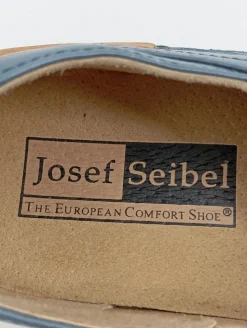 Josef Seibel
THE EUROPEAN COMFORT SHOE®